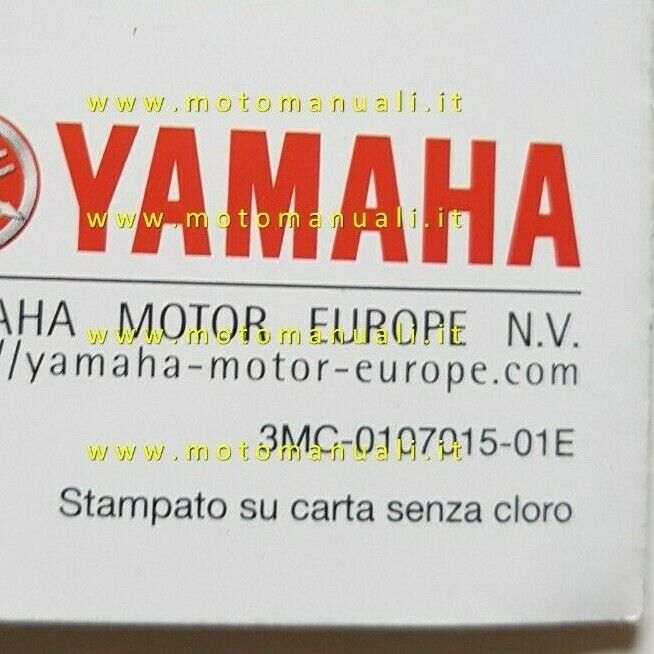 www.motomanuali.it
YAMAHA
www.motomanuali.it
AHA MOTOR EUROPE N.V.
www.motomanuali.it
//yamaha-motor-europe.com
3MC-0107015-01E
www.motomanuali.it
Stampato su carta senza cloro